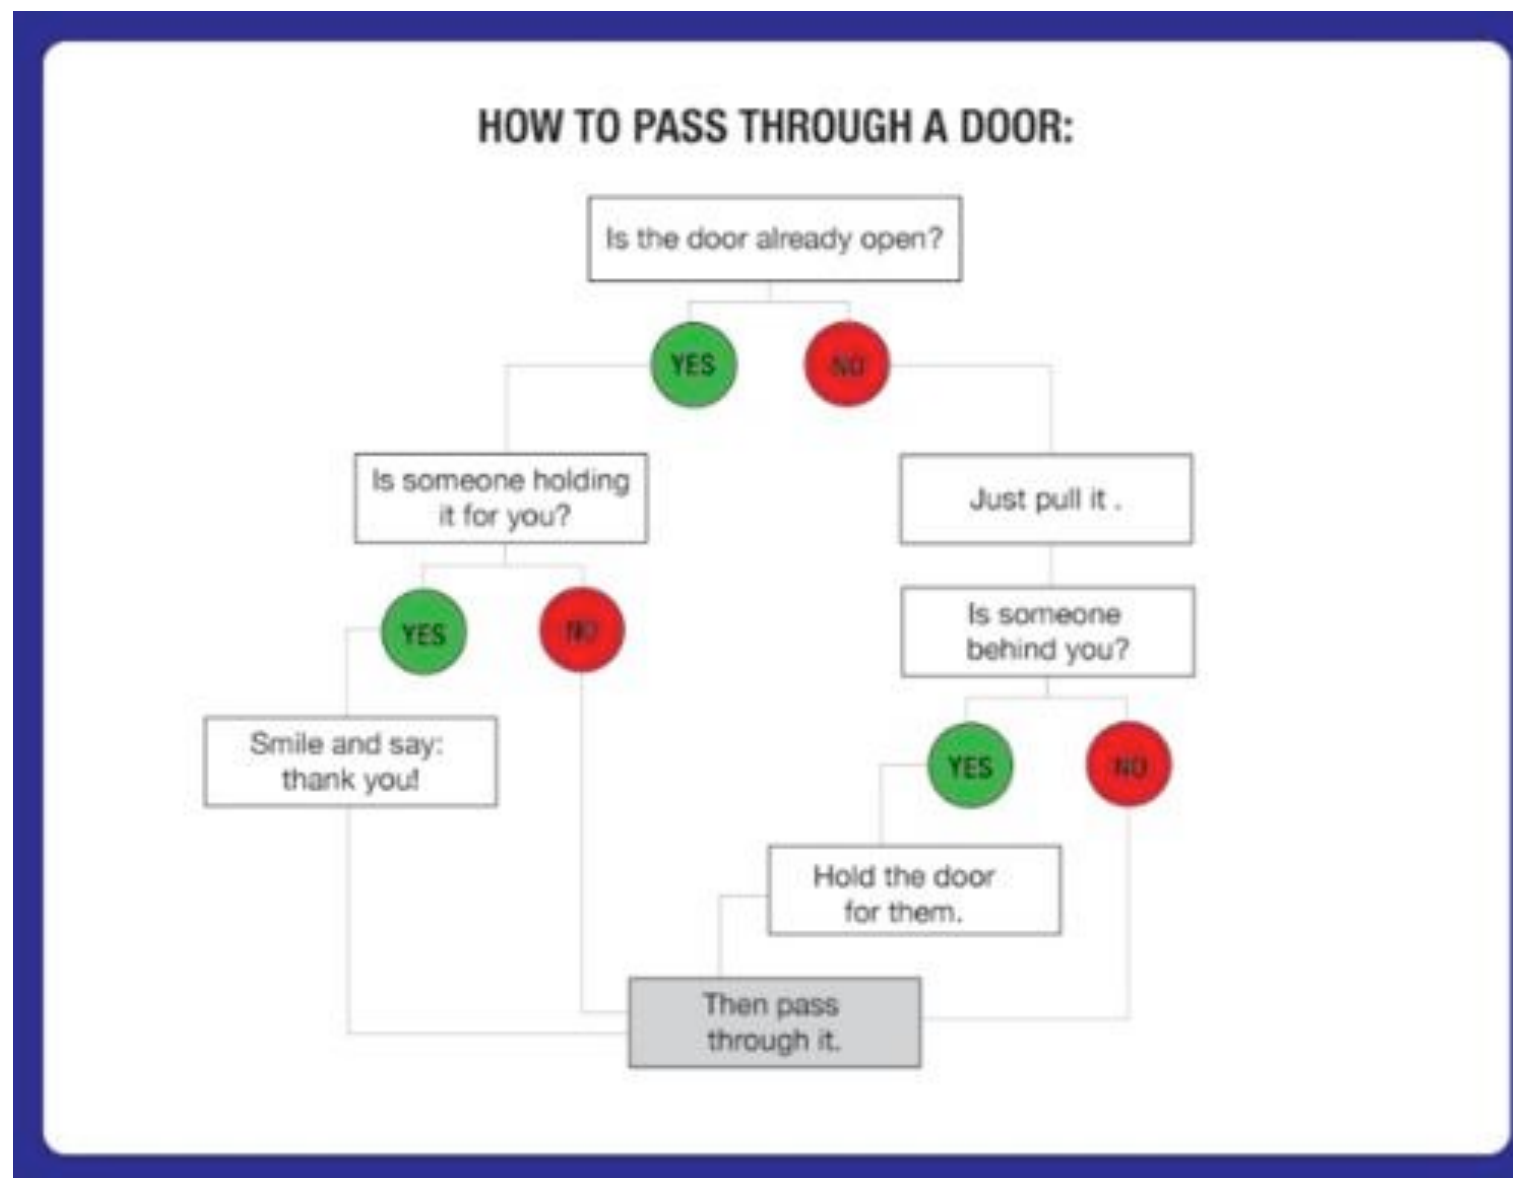 HOW TO PASS THROUGH A DOOR:
Is the door already open?
YES
NO
Is someone holding
it for you?
Just pull it .
YES
NO
Is someone
behind you?
Smile and say:
thank you!
YES
NO
Hold the door
for them.
Then pass
through it.